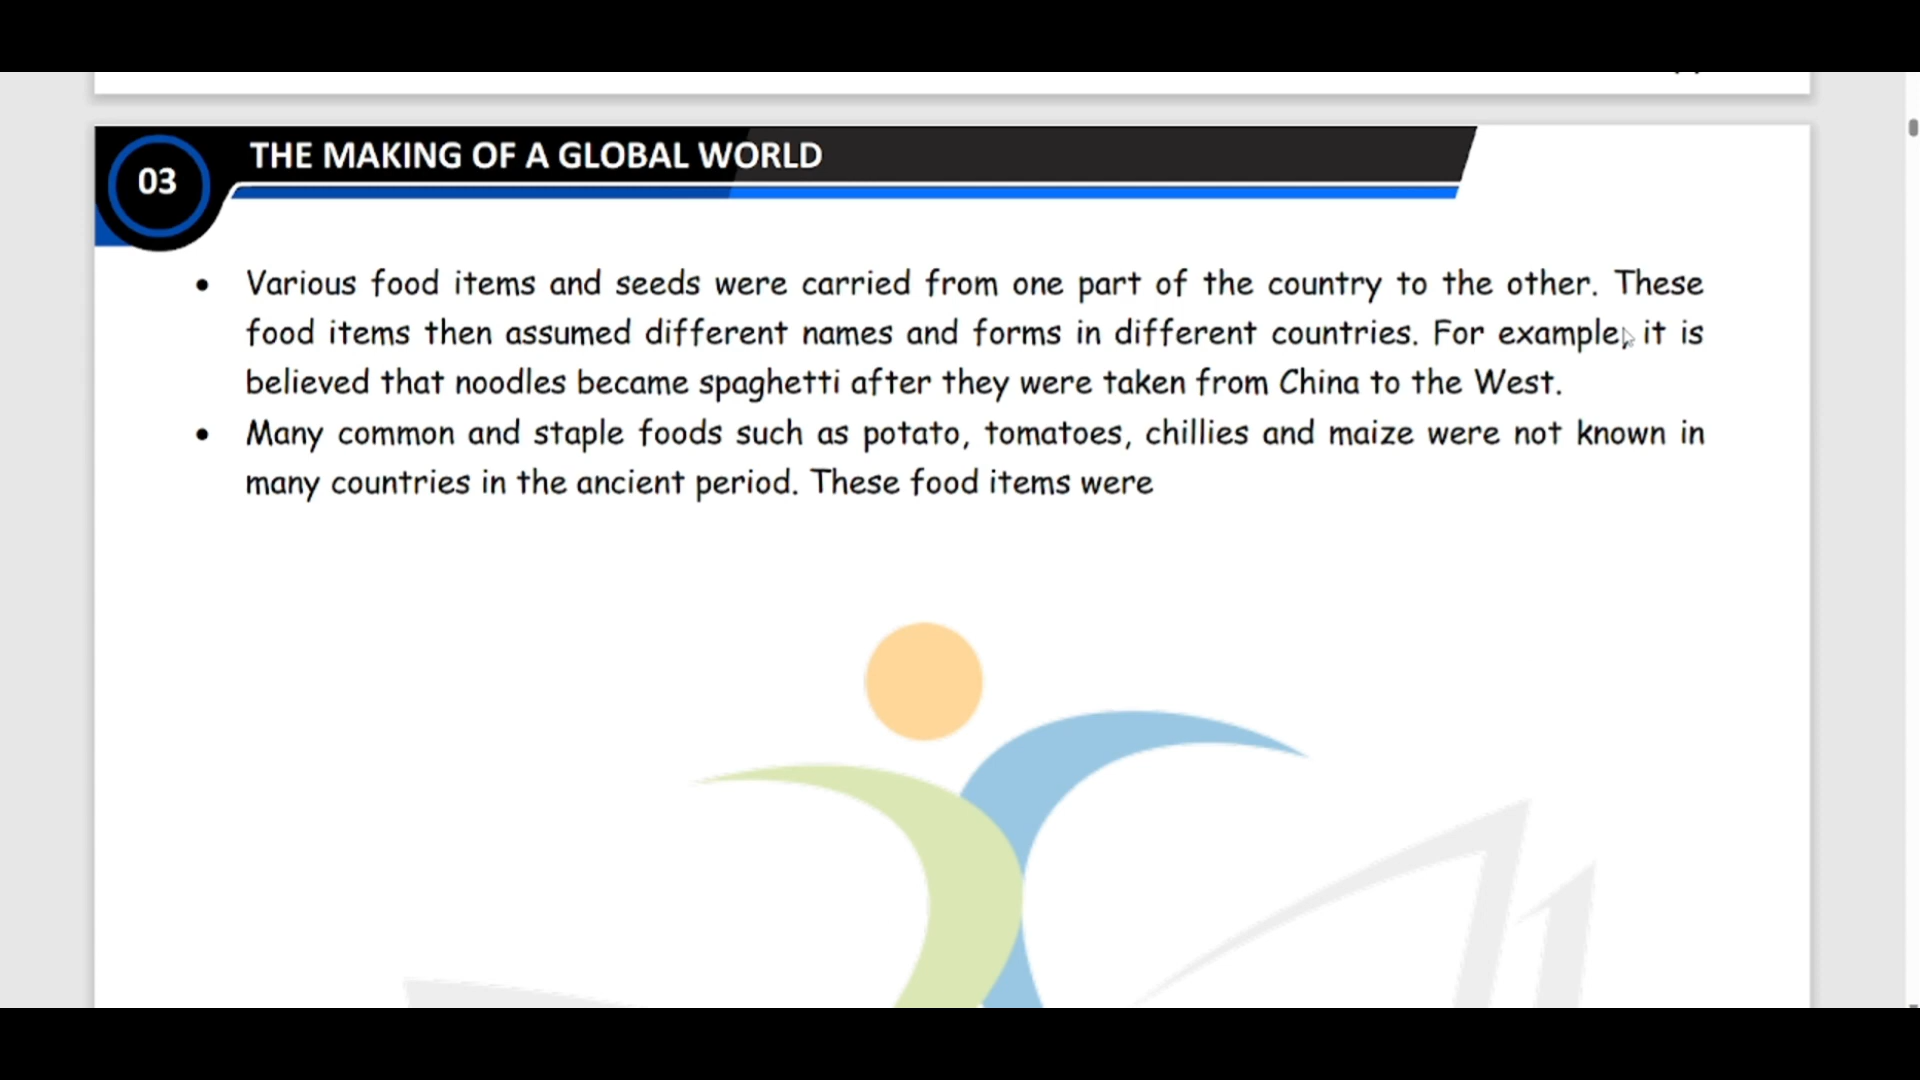 03
THE MAKING OF A GLOBAL WORLD
• Various food items and seeds were carried from one part of the country to the other. These
food items then assumed different names and forms in different countries. For example, it is
believed that noodles became spaghetti after they were taken from China to the West.
• Many common and staple foods such as potato, tomatoes, chillies and maize were not known in
many countries in the ancient period. These food items were